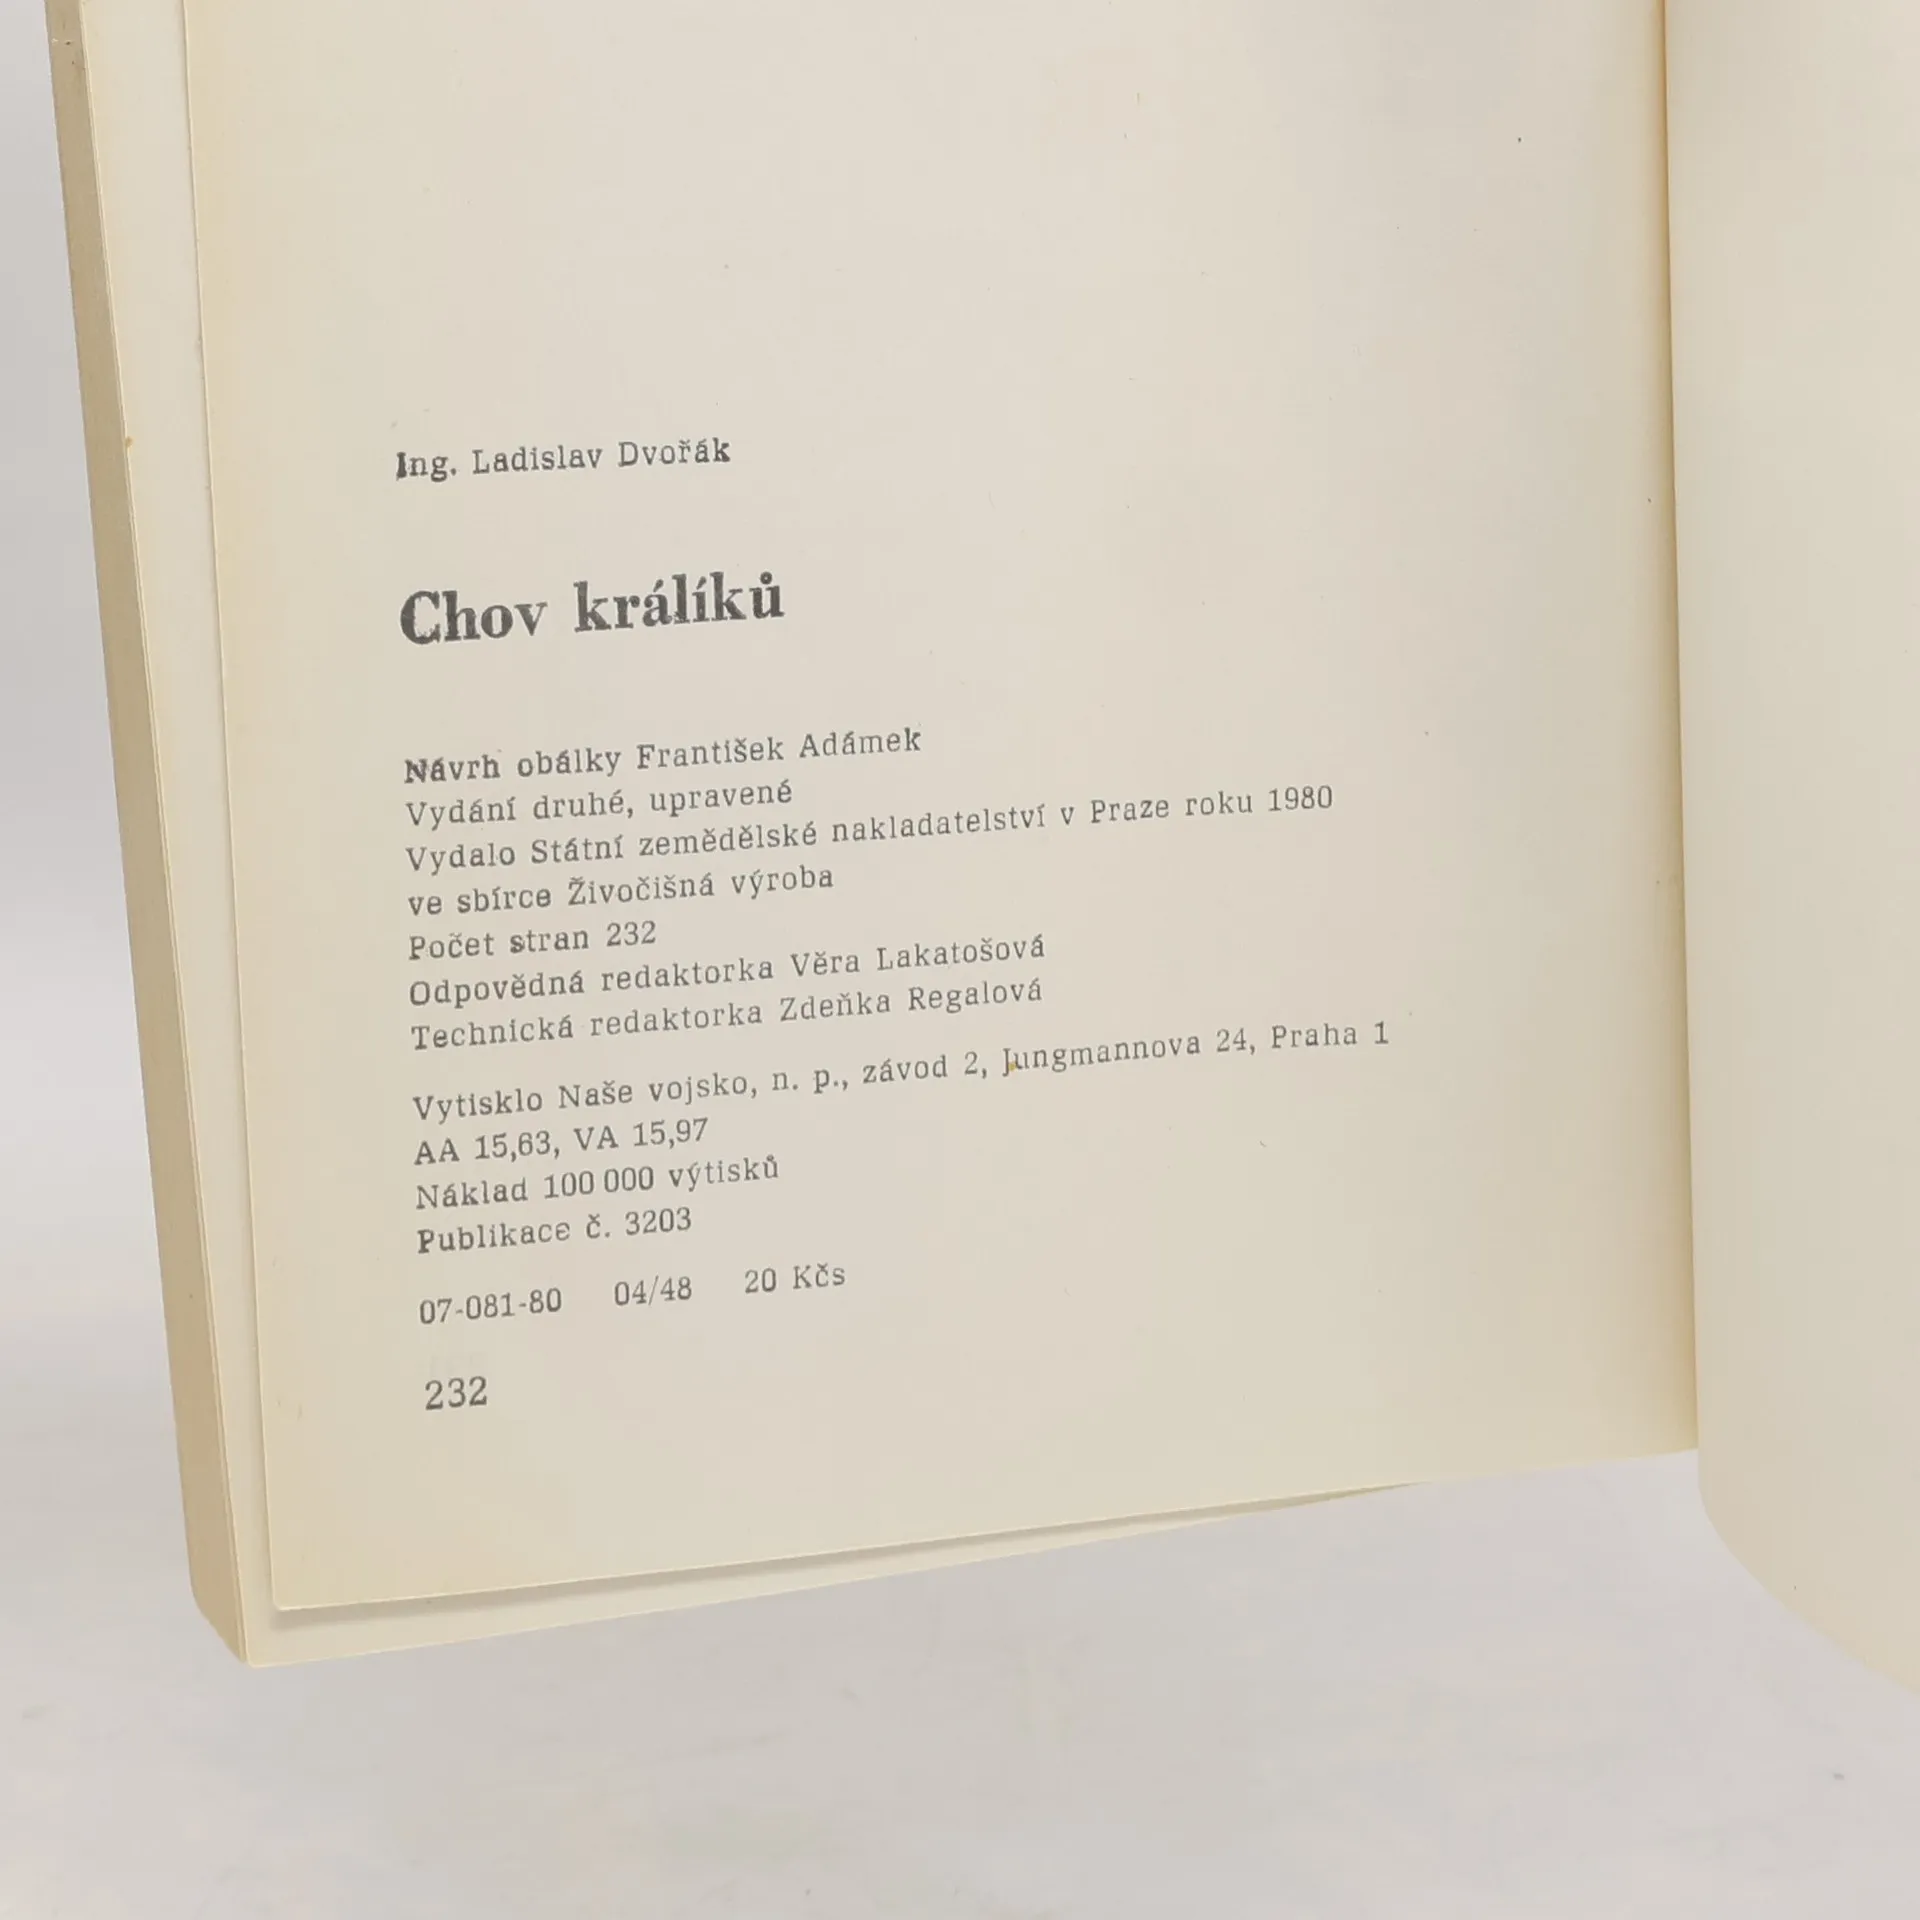 Ing. Ladislav Dvořák
Chov králíků
Návrh obálky František Adámek
Vydání druhé, upravené
Vydalo Státní zemědělské nakladatelství v Praze roku 1980
ve sbírce Živočišná výroba
Počet stran 232
Odpovědná redaktorka Věra Lakatošová
Technická redaktorka Zdeňka Regalová
Vytisklo Naše vojsko, n. p., závod 2, Jungmannova 24, Praha 1
AA 15,63, VA 15,97
Náklad 100 000 výtisků
Publikace č. 3203
07-081-80 04/48 20 Kčs
232